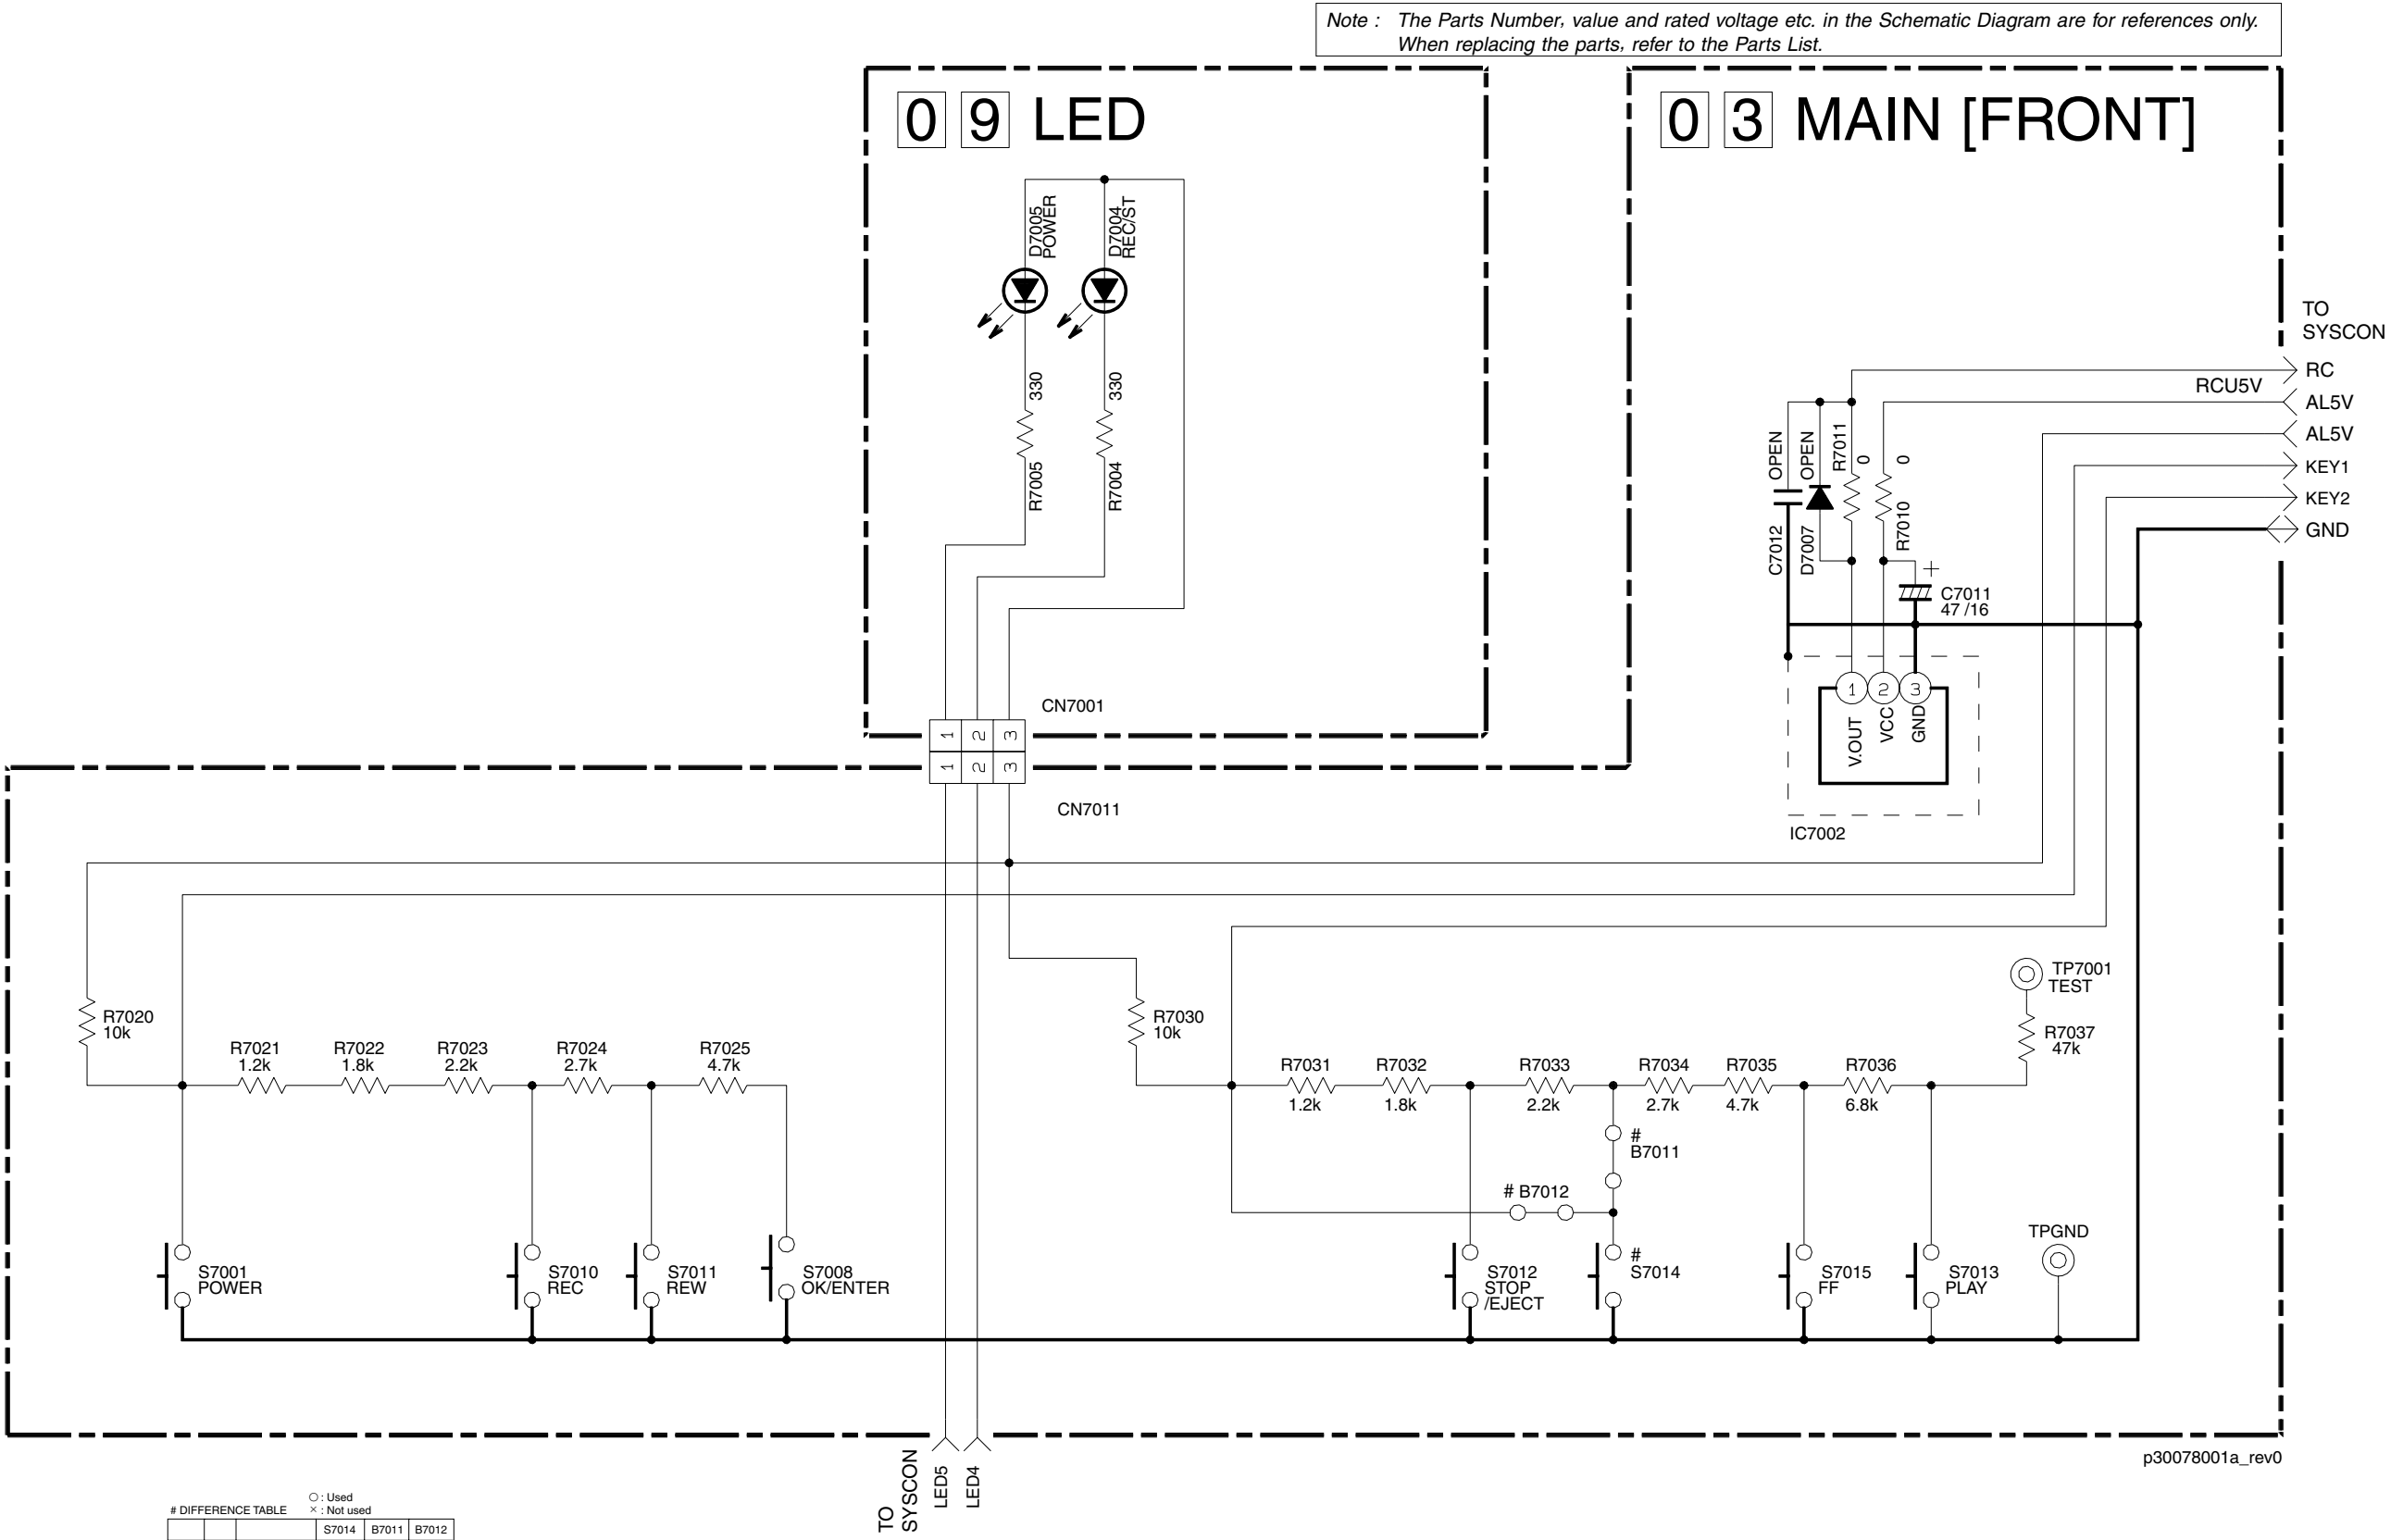 Note : The Parts Number, value and rated voltage etc. in the Schematic Diagram are for references only.
When replacing the parts, refer to the Parts List.
0 9 LED
0 3 MAIN [FRONT]
D7005
POWER
D7004
REC/ST
330
330
R7005
R7004
TO
SYSCON
RC
RCU5V
AL5V
AL5V
KEY1
KEY2
GND
OPEN
OPEN
R7011
0
0
C7012
D7007
R7010
+
C7011
47 /16
1 2 3
V.OUT
VCC
GND
IC7002
CN7001
1 2 3
1 2 3
CN7011
R7020
10k
R7021
1.2k
R7022
1.8k
R7023
2.2k
R7024
2.7k
R7025
4.7k
R7030
10k
R7031
1.2k
R7032
1.8k
R7033
2.2k
R7034
2.7k
R7035
4.7k
R7036
6.8k
TP7001
TEST
R7037
47k
#
B7011
# B7012
TPGND
S7001
POWER
S7010
REC
S7011
REW
S7008
OK/ENTER
S7012
STOP
/EJECT
#
S7014
S7015
FF
S7013
PLAY
p30078001a_rev0
TO
SYSCON
LED5
LED4
# DIFFERENCE TABLE
○ : Used
× : Not used
S7014 B7011 B7012